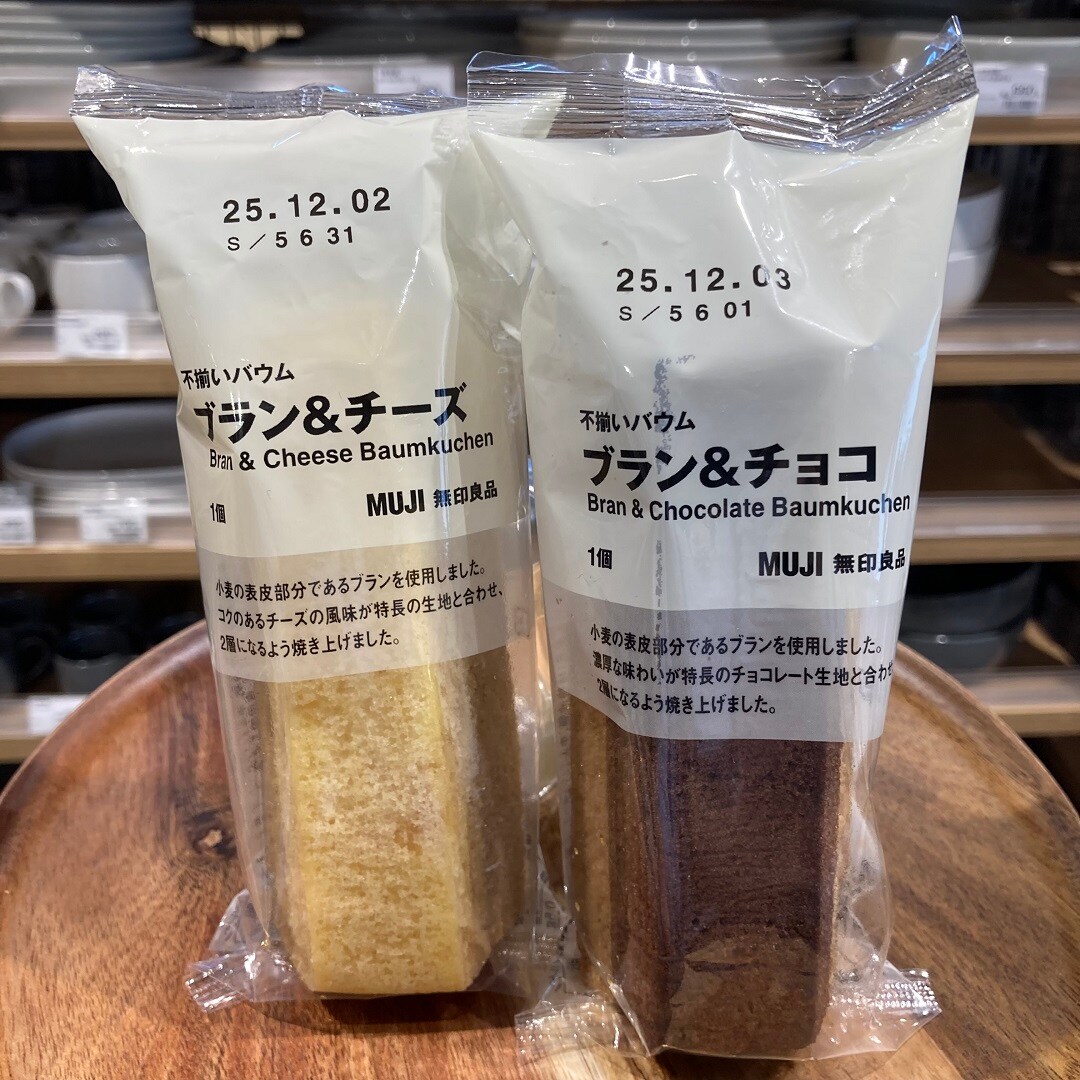 25.12.02
S/5631
不揃いバウム
ブラン&チーズ
Bran & Cheese Baumkuchen
1個
MUJI 無印良品
小麦の表皮部分であるブランを使用しました。
コクのあるチーズの風味が特長の生地と合わせ、
2層になるよう焼き上げました。
25.12.03
S/5601
不揃いバウム
ブラン&チョコ
Bran & Chocolate Baumkuchen
1個
MUJI 無印良品
小麦の表皮部分であるブランを使用しました。
濃厚な味わいが特長のチョコレート生地と合わせ
2層になるよう焼き上げました。